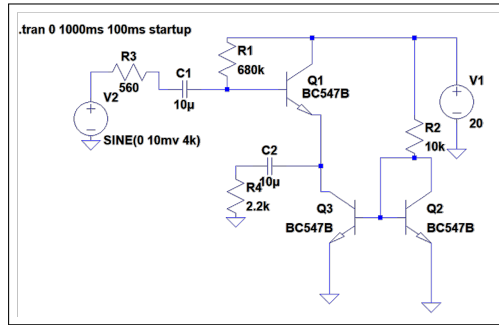 .tran 0 1000ms 100ms startup
R3
560
C1
10µ
R1
680k
Q1
BC547B
V1
20
V2
SINE(0 10mv 4k)
R2
10k
C2
10µ
R4
2.2k
Q3
BC547B
Q2
BC547B